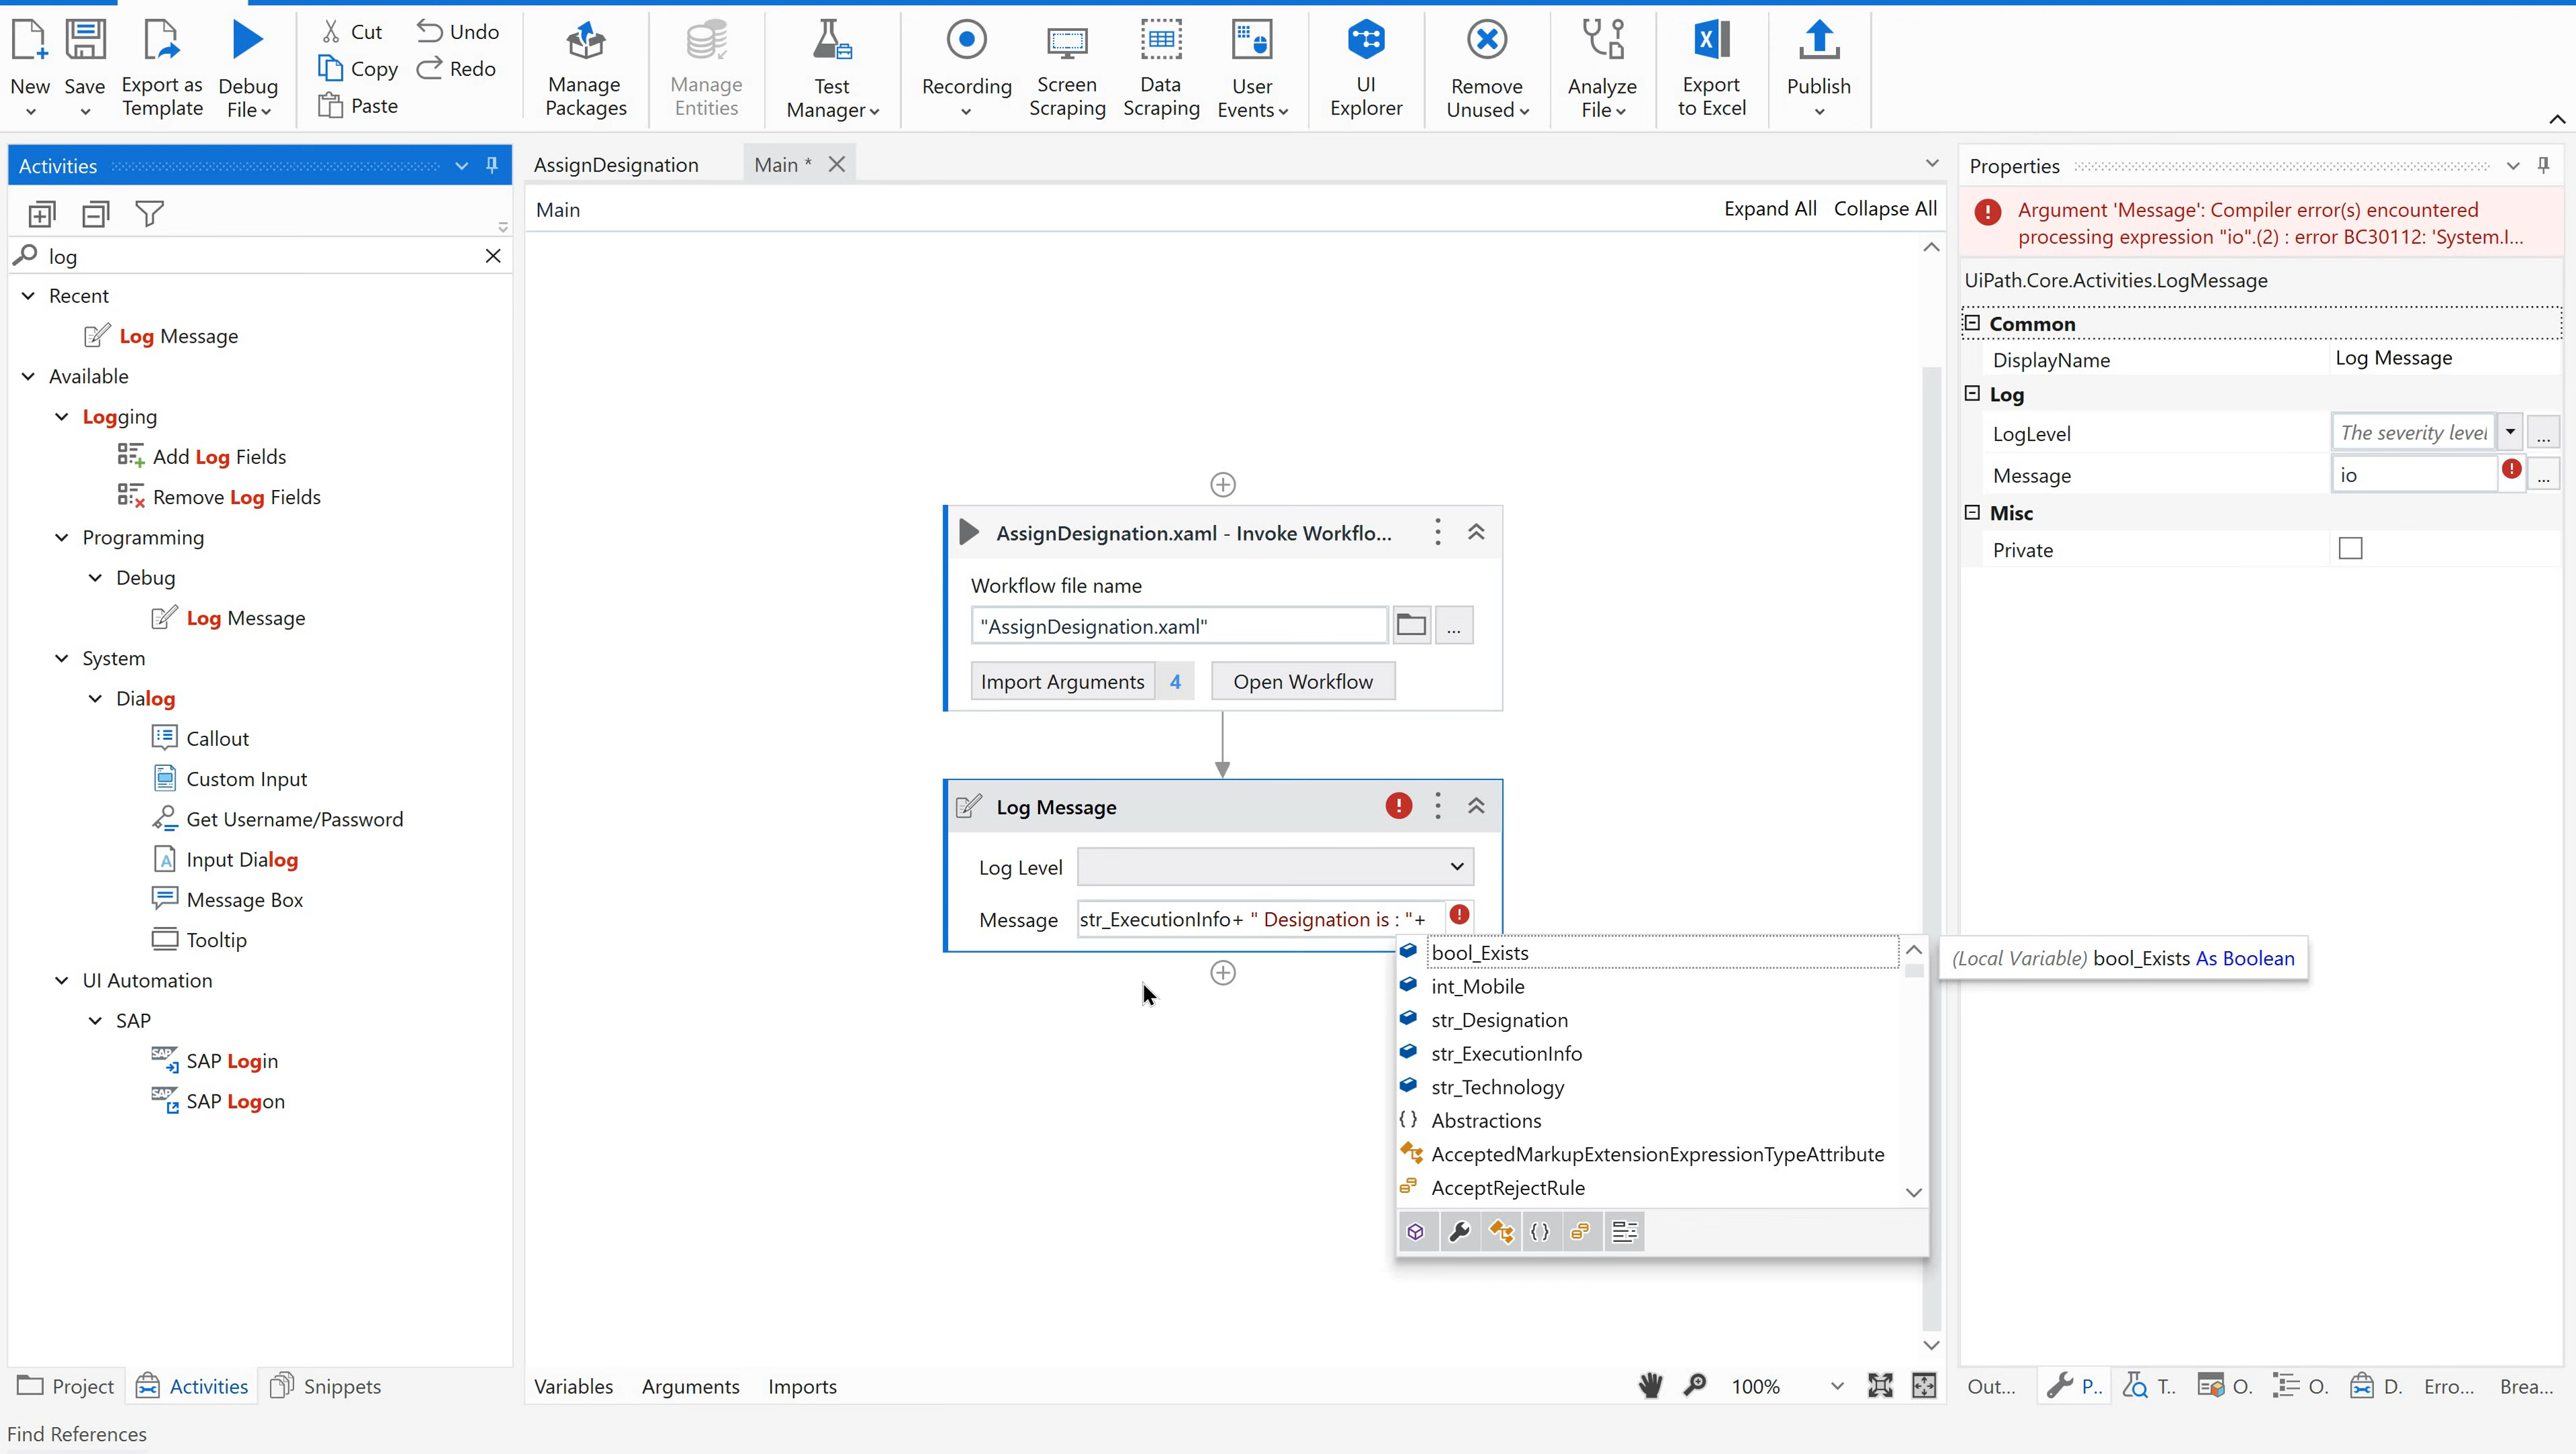 New
Save
Export as
Template
Debug
File
Cut
Copy
Paste
Undo
Redo
Manage
Packages
Manage
Entities
Test
Manager
Recording
Screen
Scraping
Data
Scraping
User
Events
UI
Explorer
Remove
Unused
Analyze
File
Export
to Excel
Publish
Activities
log
Recent
Log Message
Available
Logging
Add Log Fields
Remove Log Fields
Programming
Debug
Log Message
System
Dialog
Callout
Custom Input
Get Username/Password
Input Dialog
Message Box
Tooltip
UI Automation
SAP
SAP Login
SAP Logon
Project
Activities
Snippets
Find References
AssignDesignation
Main *
Main
Expand All
Collapse All
AssignDesignation.xaml - Invoke Workflo...
Workflow file name
"AssignDesignation.xaml"
...
Import Arguments
4
Open Workflow
Log Message
Log Level
Message
str_ExecutionInfo+ " Designation is : "+
bool_Exists
int_Mobile
str_Designation
str_ExecutionInfo
str_Technology
Abstractions
AcceptedMarkupExtensionExpressionTypeAttribute
AcceptRejectRule
(Local Variable) bool_Exists As Boolean
Variables
Arguments
Imports
100%
Properties
Argument 'Message': Compiler error(s) encountered
processing expression "io".(2) : error BC30112: 'System.I...
UiPath.Core.Activities.LogMessage
Common
DisplayName
Log Message
Log
LogLevel
The severity level
...
Message
io
...
Misc
Private
Out...
P..
T..
O.
O.
D.
Erro...
Brea...